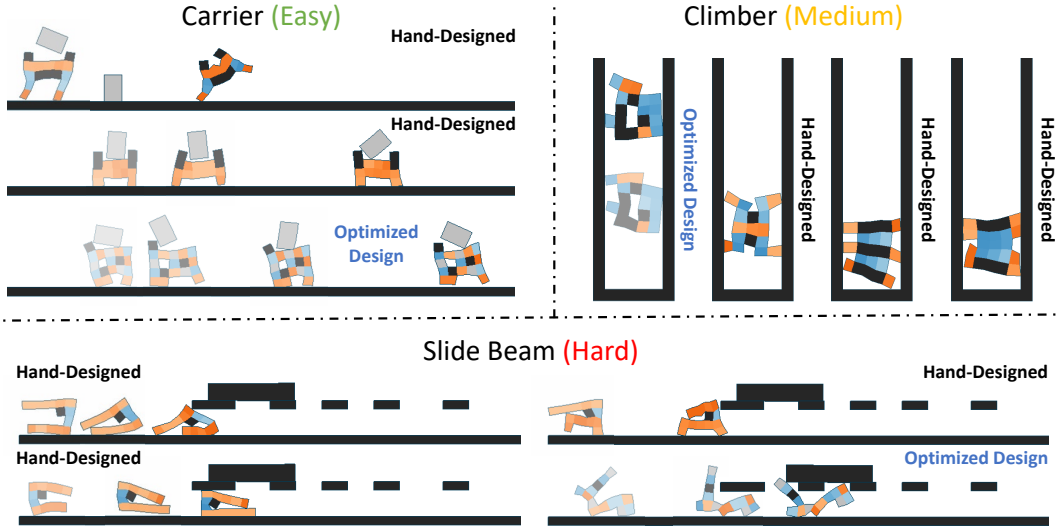 Carrier (Easy)
Hand-Designed
Hand-Designed
Optimized
Design
Climber (Medium)
Optimized Design
Hand-Designed
Hand-Designed
Hand-Designed
Slide Beam (Hard)
Hand-Designed
Hand-Designed
Hand-Designed
Optimized Design